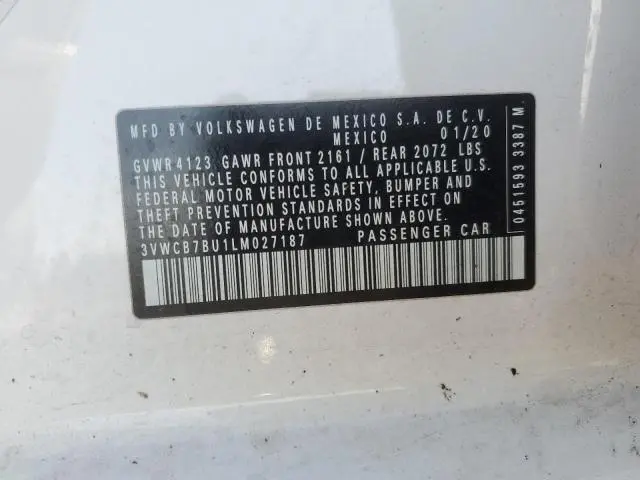 MFD BY VOLKSWAGEN DE MEXICO S.A. DE C.V.
MEXICO 01/20
GVWR 4123 GAWR FRONT 2161 / REAR 2072 LBS
THIS VEHICLE CONFORMS TO ALL APPLICABLE U.S.
FEDERAL MOTOR VEHICLE SAFETY, BUMPER AND
THEFT PREVENTION STANDARDS IN EFFECT ON
THE DATE OF MANUFACTURE SHOWN ABOVE.
3VWCB7BU1LM027187 PASSENGER CAR
0451593 3387 M.